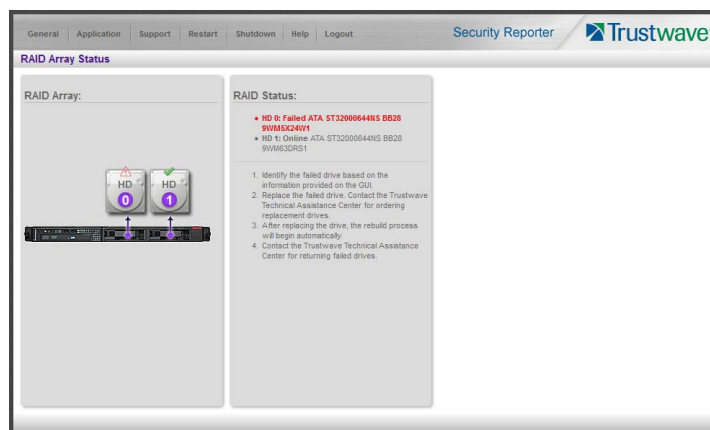 General Application Support Restart Shutdown Help Logout
Security Reporter
Trustwave
RAID Array Status
RAID Array:
HD
0
HD
1
RAID Status:
HD 0: Failed ATA ST32000644NS BB28
9WM5X24W1
HD 1: Online ATA ST32000644NS BB28
9WM63DRS1
1. Identify the failed drive based on the
information provided on the GUI.
2. Replace the failed drive. Contact the Trustwave
Technical Assistance Center for ordering
replacement drives.
3. After replacing the drive, the rebuild process
will begin automatically.
4. Contact the Trustwave Technical Assistance
Center for returning failed drives.